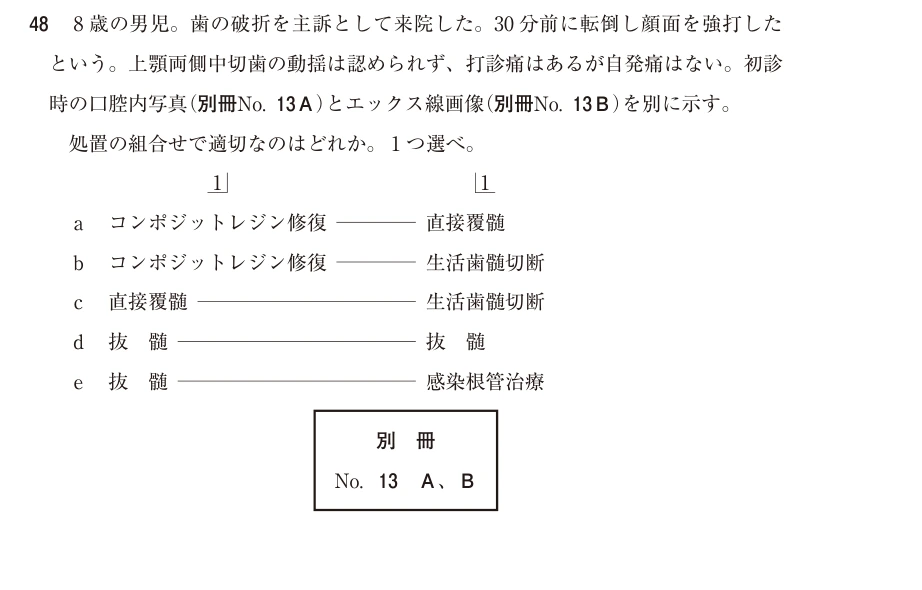 48 8歳の男児。歯の破折を主訴として来院した。30分前に転倒し顔面を強打した
という。上顎両側中切歯の動揺は認められず、打診痛はあるが自発痛はない。初診
時の口腔内写真(別冊No. 13A)とエックス線画像(別冊No. 13B)を別に示す。
処置の組合せで適切なのはどれか。1つ選べ。
1 1
a コンポジットレジン修復 ———— 直接覆髄
b コンポジットレジン修復 ———— 生活歯髄切断
c 直接覆髄 ———— 生活歯髄切断
d 抜 髄 ———— 抜 髄
e 抜 髄 ———— 感染根管治療
別 冊
No. 13 A、B